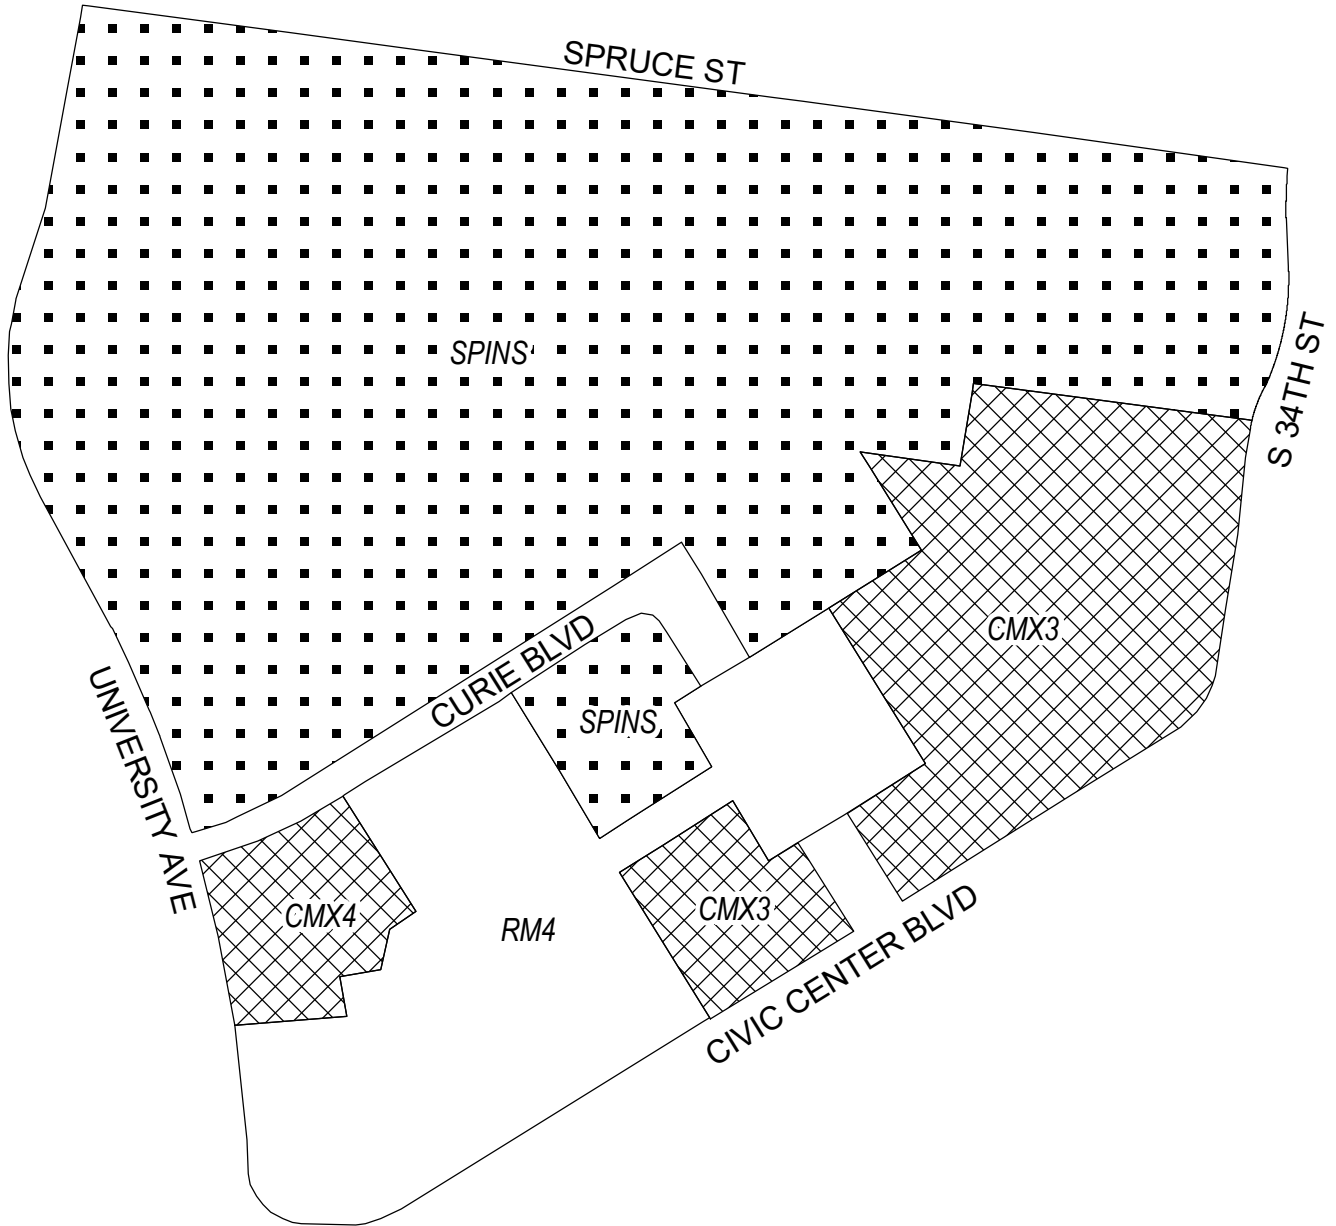 SPRUCE ST
SPINS
S 34TH ST
CMX3
CURIE BLVD
SPINS
UNIVERSITY AVE
CMX4
RM4
CMX3
CIVIC CENTER BLVD